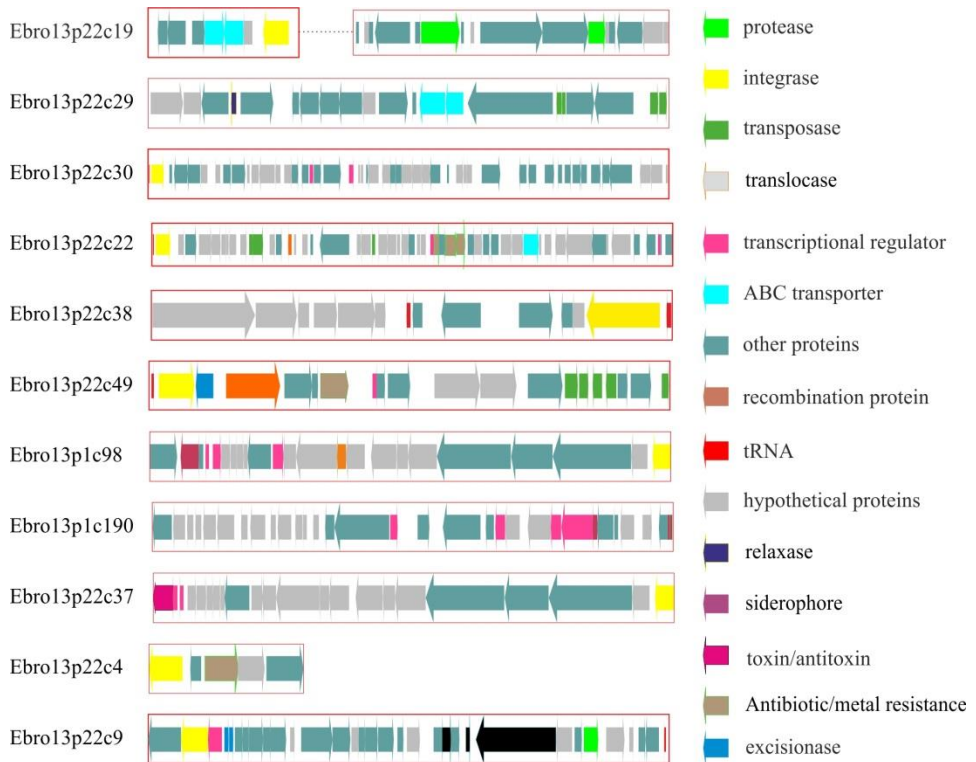 Ebro13p22c19
Ebro13p22c29
Ebro13p22c30
Ebro13p22c22
Ebro13p22c38
Ebro13p22c49
Ebro13p1c98
Ebro13p1c190
Ebro13p22c37
Ebro13p22c4
Ebro13p22c9
protease
integrase
transposase
translocase
transcriptional regulator
ABC transporter
other proteins
recombination protein
tRNA
hypothetical proteins
relaxase
siderophore
toxin/antitoxin
Antibiotic/metal resistance
excisionase